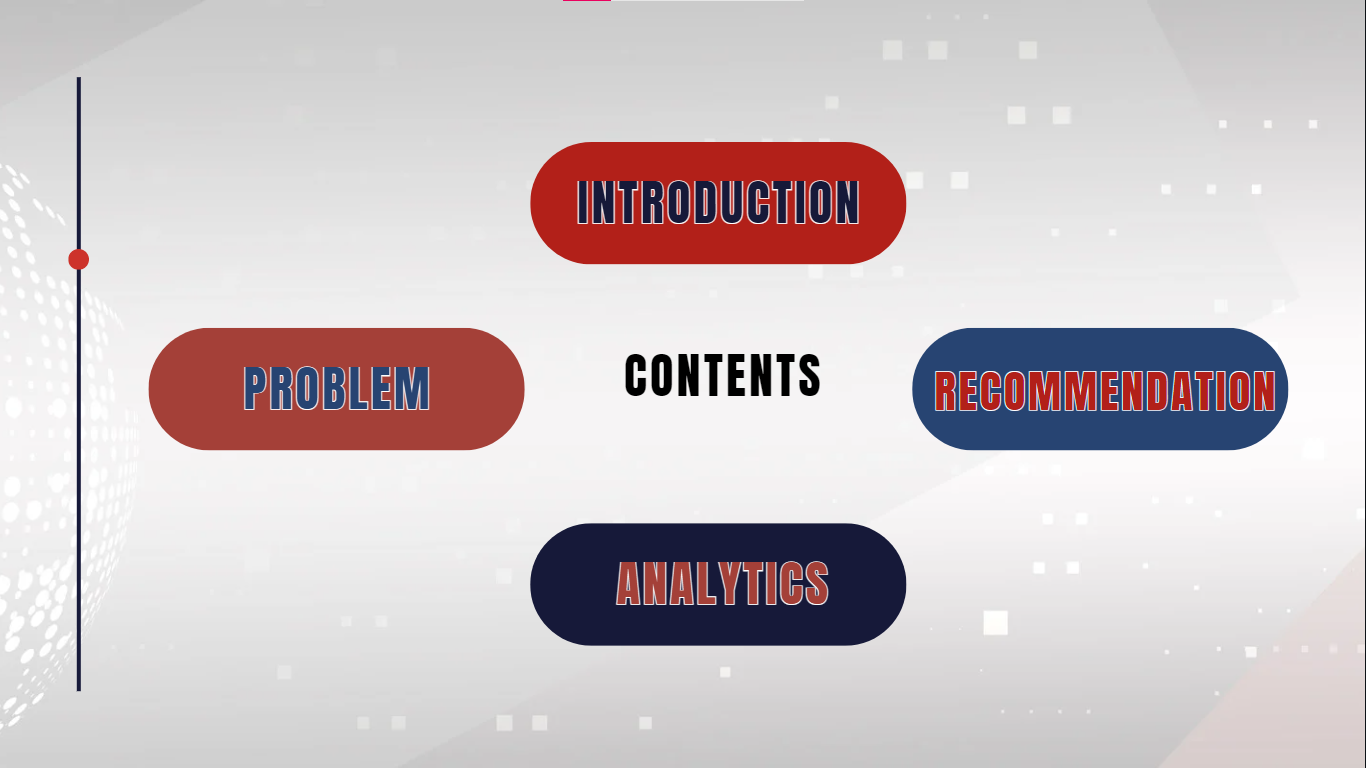 INTRODUCTION
PROBLEM
CONTENTS
RECOMMENDATION
ANALYTICS